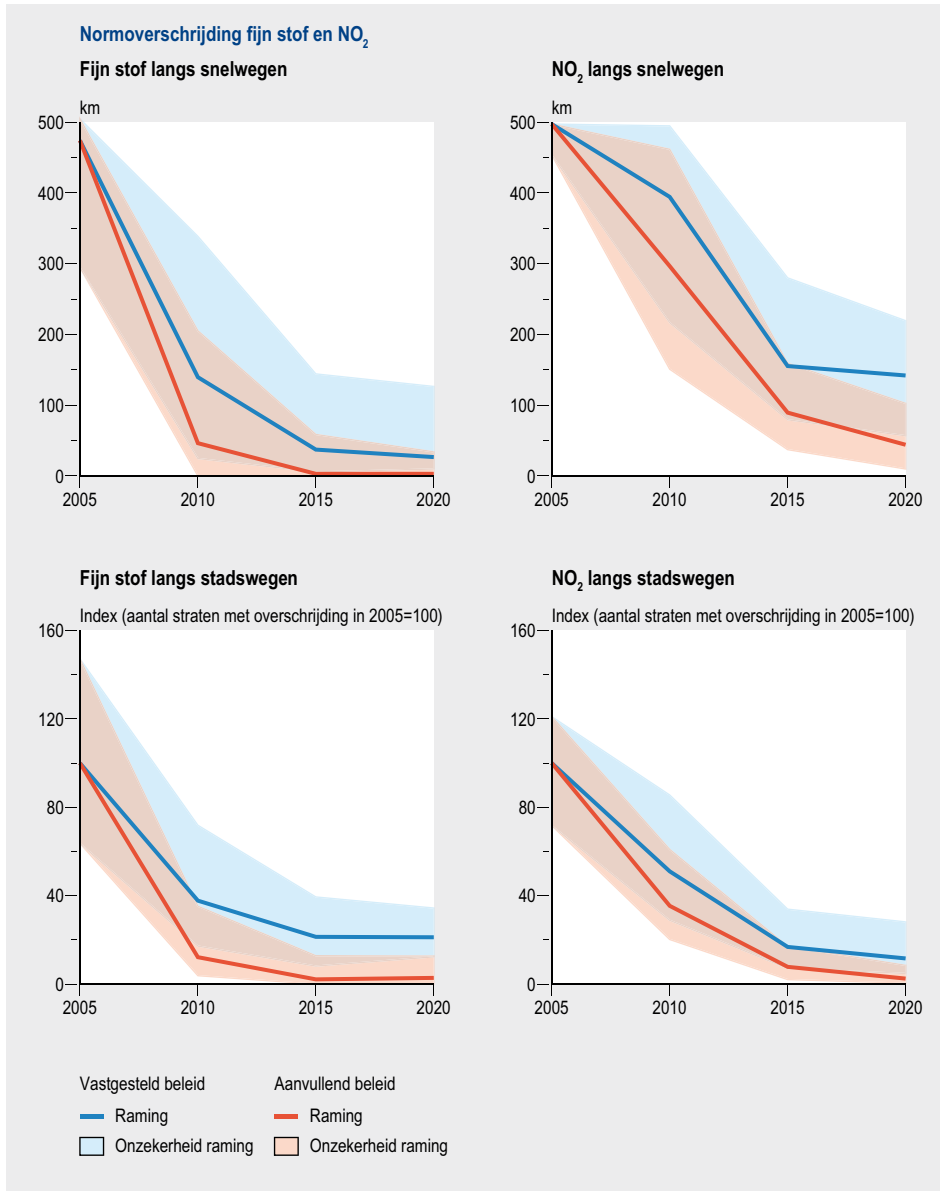 Normoverschrijding fijn stof en NO₂
Fijn stof langs snelwegen
km
500
400
300
200
100
0
2005 2010 2015 2020
NO₂ langs snelwegen
km
500
400
300
200
100
0
2005 2010 2015 2020
Fijn stof langs stadswegen
Index (aantal straten met overschrijding in 2005=100)
160
120
80
40
0
2005 2010 2015 2020
NO₂ langs stadswegen
Index (aantal straten met overschrijding in 2005=100)
160
120
80
40
0
2005 2010 2015 2020
Vastgesteld beleid
Raming
Onzekerheid raming
Aanvullend beleid
Raming
Onzekerheid raming